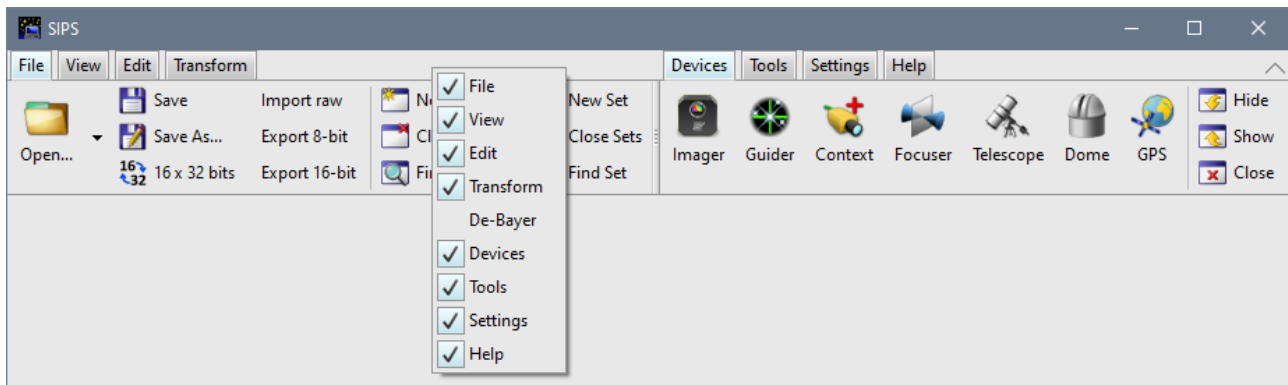 SIPS
File View Edit Transform Devices Tools Settings Help
Open...
Save
Save As...
16 x 32 bits
16
32
Import raw
Export 8-bit
Export 16-bit
New Set
Close Sets
Find Set
File
View
Edit
Transform
De-Bayer
Devices
Tools
Settings
Help
Imager Guider Context Focuser Telescope Dome GPS
Hide
Show
Close